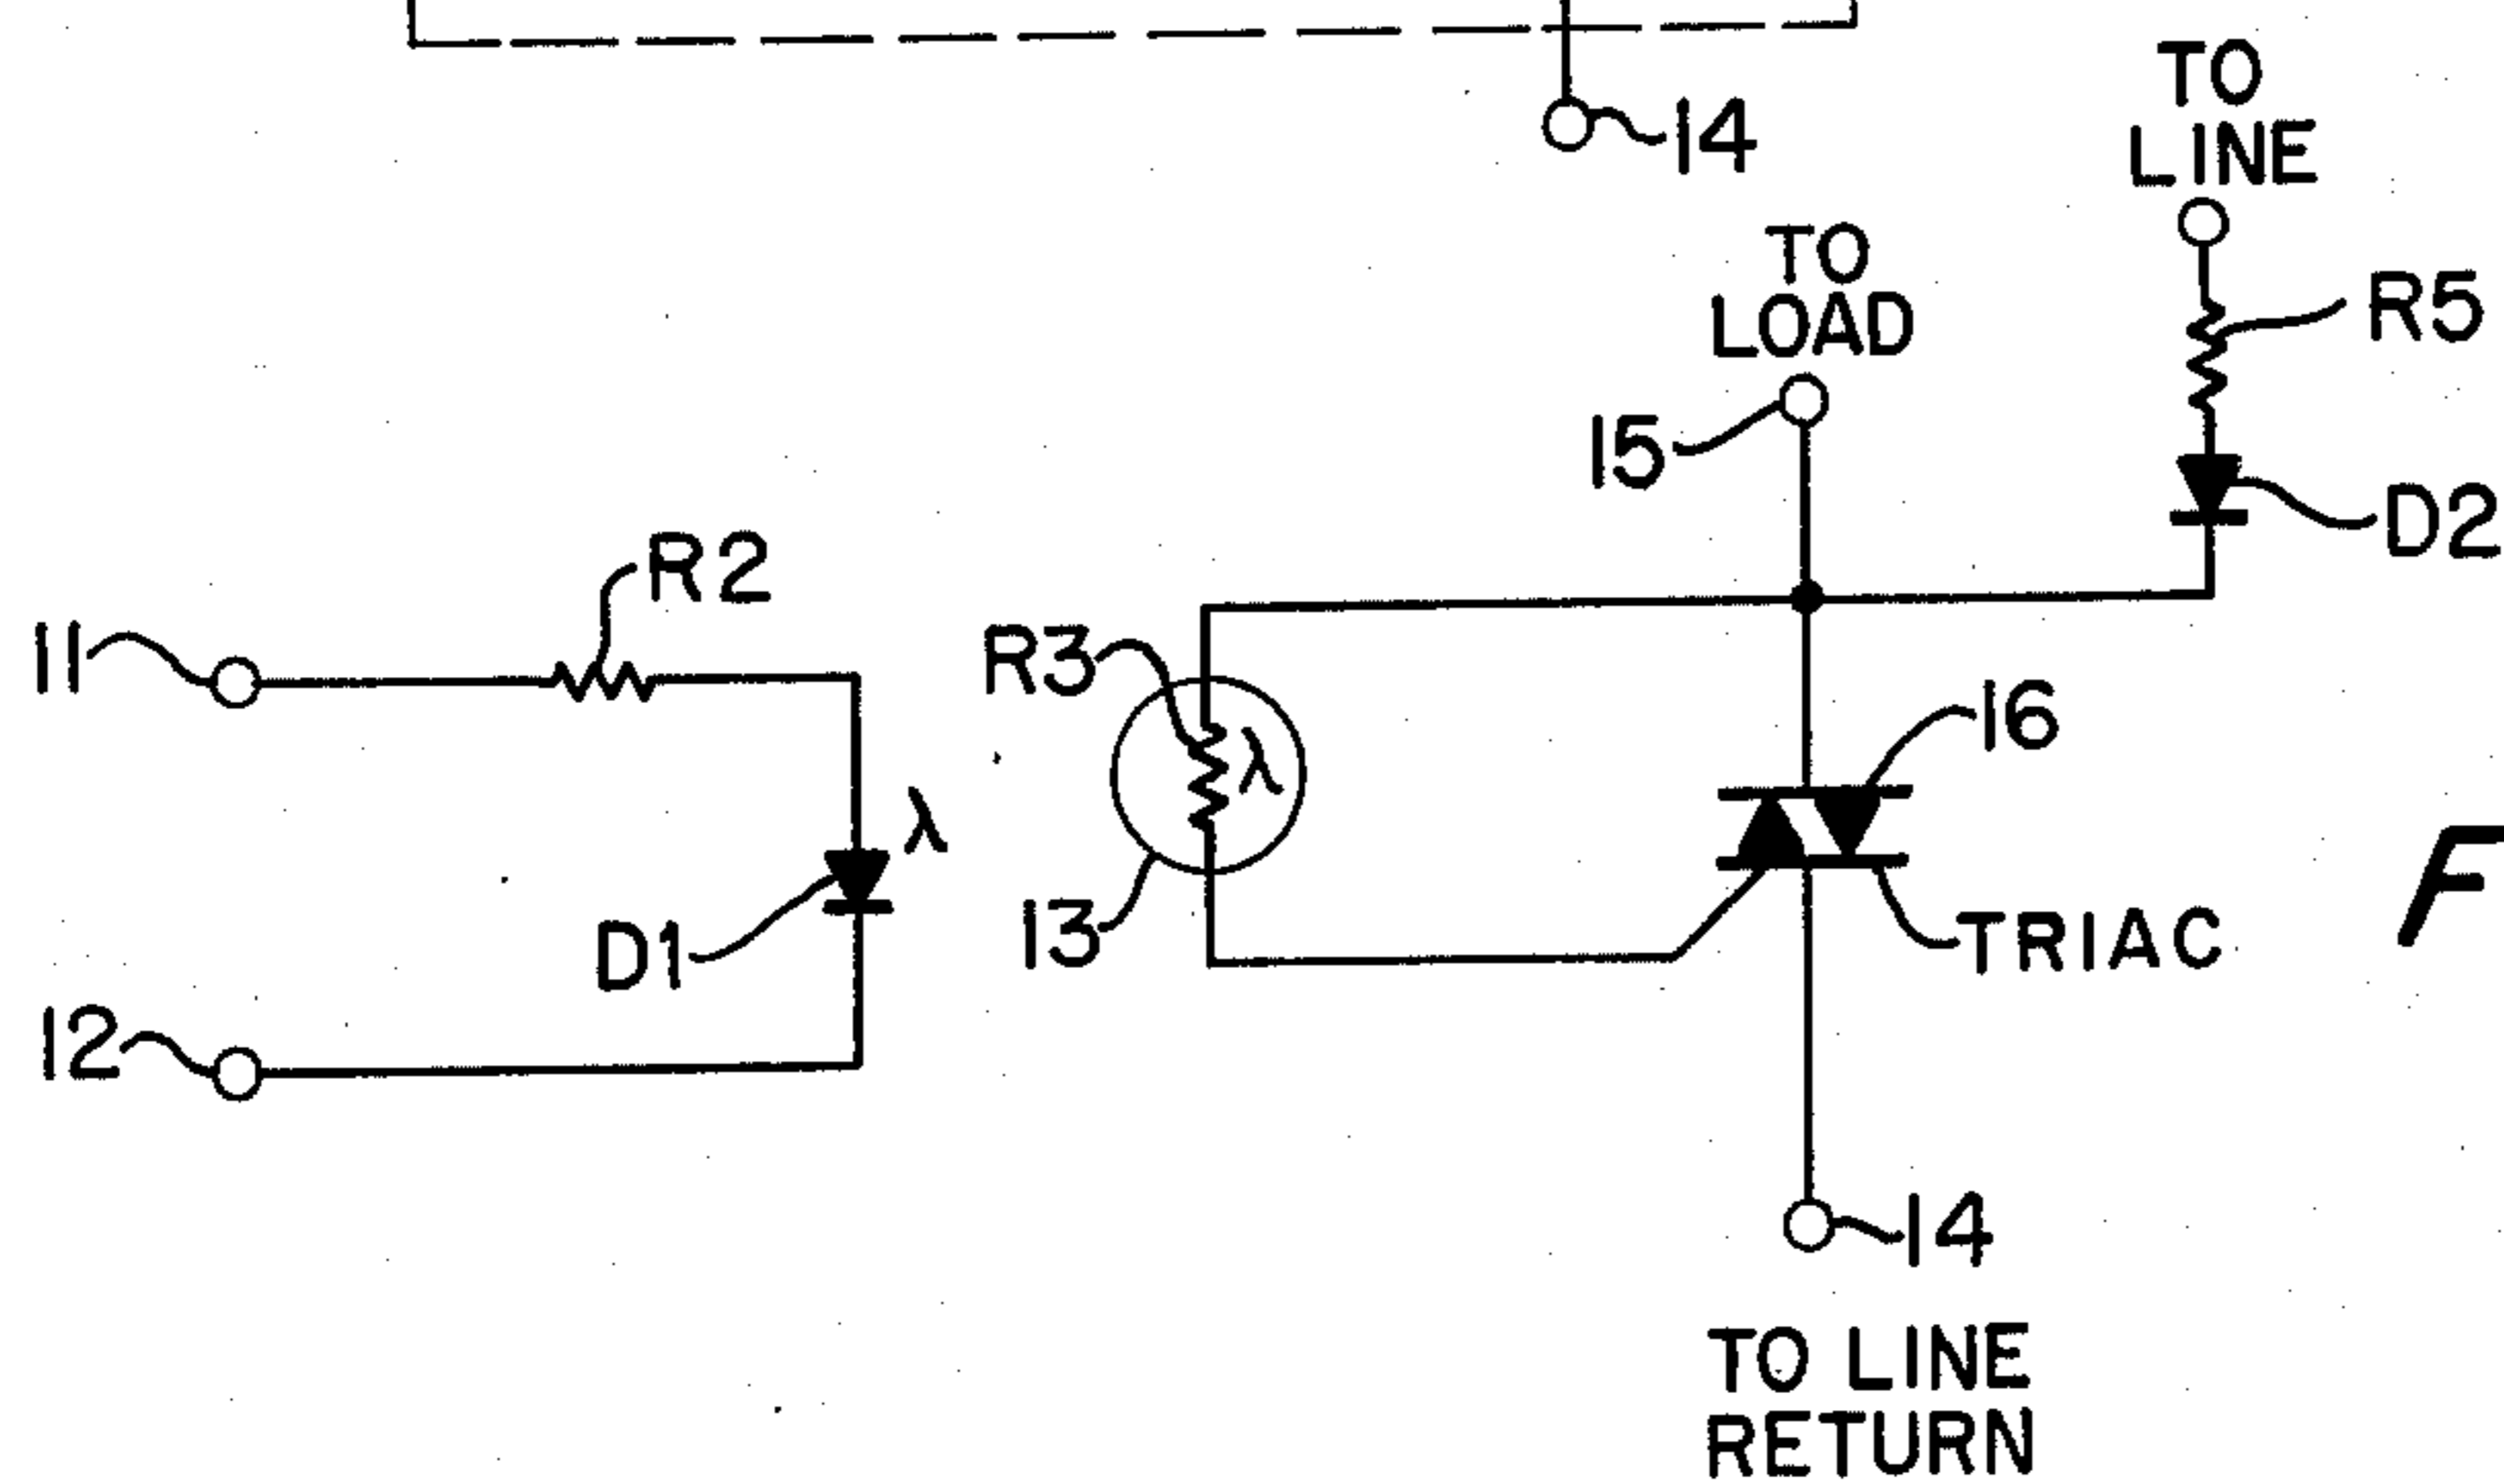 14
TO
LINE
TO
LOAD
R5
15
D2
R2
11
R3
λ
16
λ
D1
13
TRIAC
12
14
TO LINE
RETURN
F